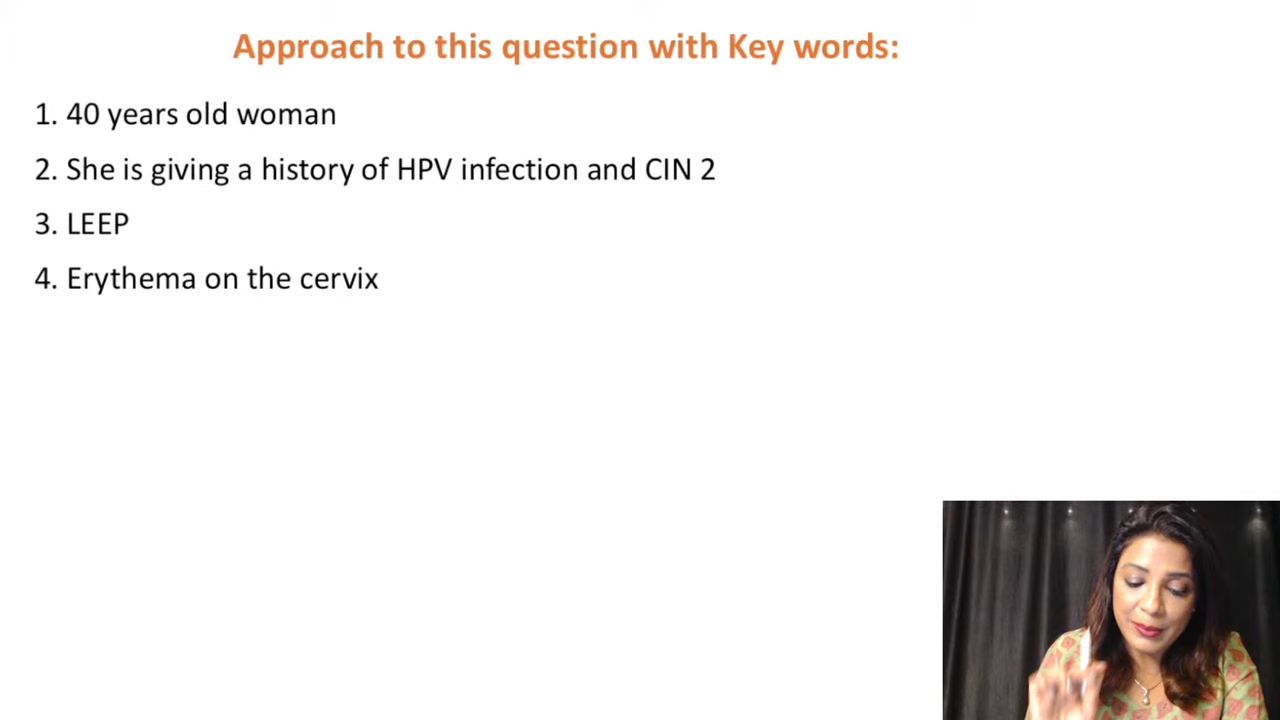 Approach to this question with Key words:
1. 40 years old woman
2. She is giving a history of HPV infection and CIN 2
3. LEEP
4. Erythema on the cervix